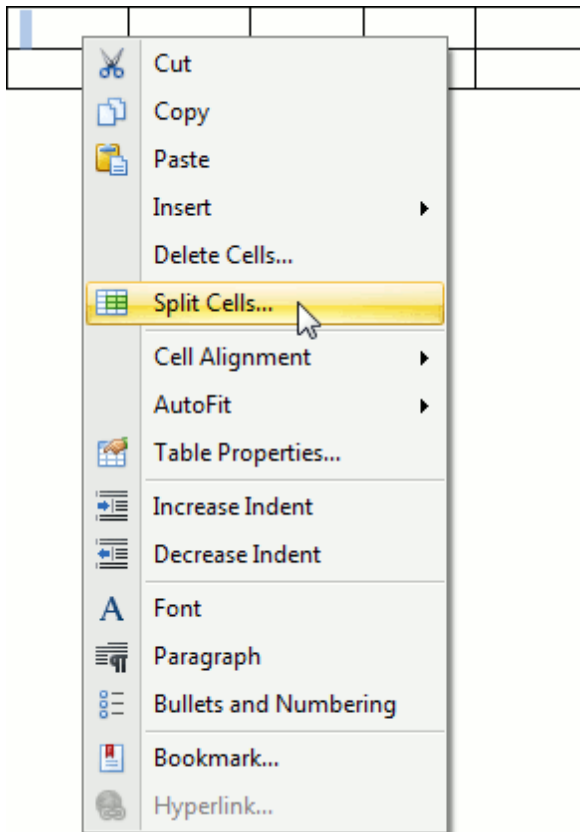 Cut
Copy
Paste
Insert
Delete Cells...
Split Cells...
Cell Alignment
AutoFit
Table Properties...
Increase Indent
Decrease Indent
Font
Paragraph
Bullets and Numbering
Bookmark...
Hyperlink...